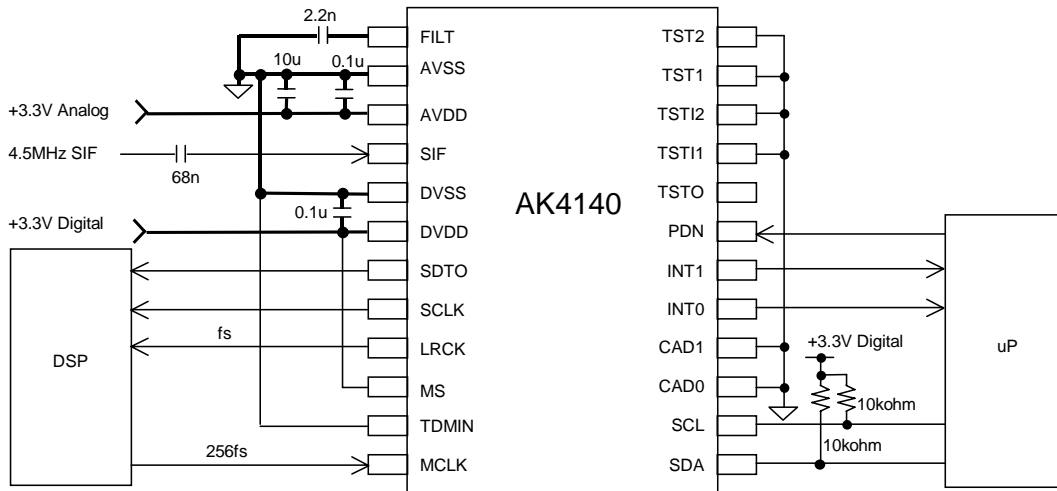 2.2n
FILT
TST2
10u
0.1u
AVSS
TST1
+3.3V Analog
AVDD
TSTI2
4.5MHz SIF
68n
SIF
TSTI1
DVSS
TSTO
0.1u
AK4140
+3.3V Digital
DVDD
PDN
SDTO
INT1
SCLK
INT0
fs
LRCK
CAD1
+3.3V Digital
DSP
uP
MS
CAD0
10kohm
TDMIN
SCL
10kohm
256fs
MCLK
SDA